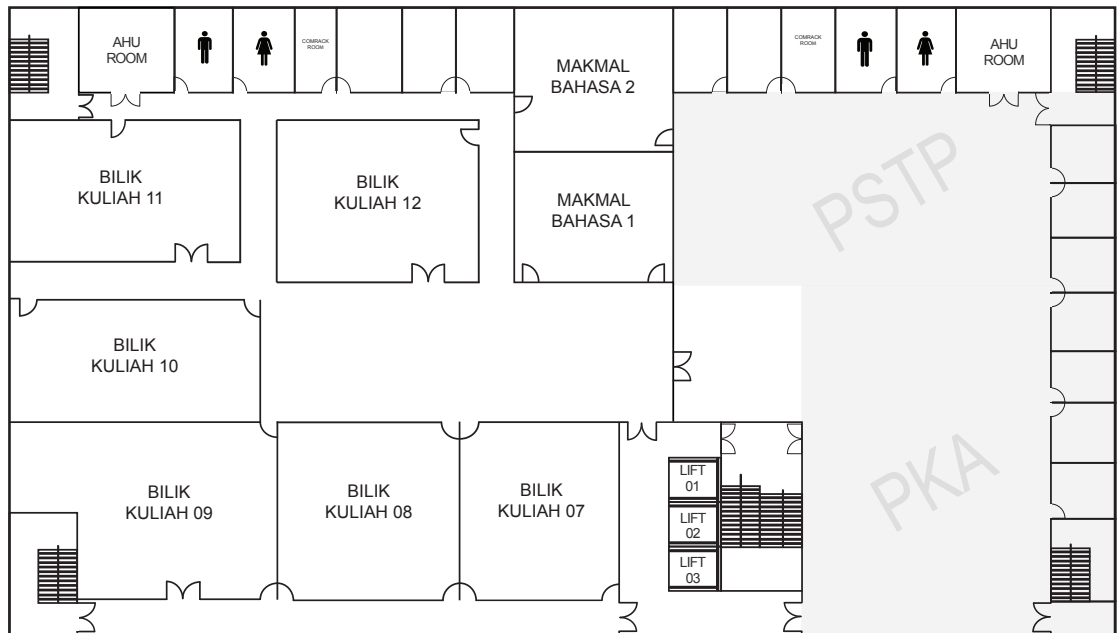 AHU
ROOM
COMRACK
ROOM
MAKMAL
BAHASA 2
COMRACK
ROOM
AHU
ROOM
BILIK
KULIAH 11
BILIK
KULIAH 12
MAKMAL
BAHASA 1
PSTP
BILIK
KULIAH 10
BILIK
KULIAH 09
BILIK
KULIAH 08
BILIK
KULIAH 07
LIFT
01
LIFT
02
LIFT
03
PKA